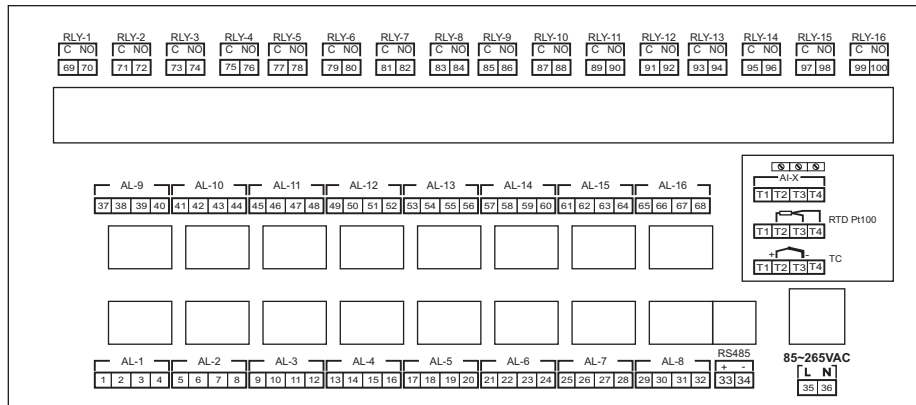 RLY-1 RLY-2 RLY-3 RLY-4 RLY-5 RLY-6 RLY-7 RLY-8 RLY-9 RLY-10 RLY-11 RLY-12 RLY-13 RLY-14 RLY-15 RLY-16
C NO C NO C NO C NO C NO C NO C NO C NO C NO C NO C NO C NO C NO C NO C NO C NO
69 70 71 72 73 74 75 76 77 78 79 80 81 82 83 84 85 86 87 88 89 90 91 92 93 94 95 96 97 98 99 100
AL-9 AL-10 AL-11 AL-12 AL-13 AL-14 AL-15 AL-16
37 38 39 40 41 42 43 44 45 46 47 48 49 50 51 52 53 54 55 56 57 58 59 60 61 62 63 64 65 66 67 68
AI-X
T1 T2 T3 T4
RTD Pt100
T1 T2 T3 T4
+ - TC
T1 T2 T3 T4
AL-1 AL-2 AL-3 AL-4 AL-5 AL-6 AL-7 AL-8
1 2 3 4 5 6 7 8 9 10 11 12 13 14 15 16 17 18 19 20 21 22 23 24 25 26 27 28 29 30 31 32
RS485
+ -
33 34
85~265VAC
L N
35 36